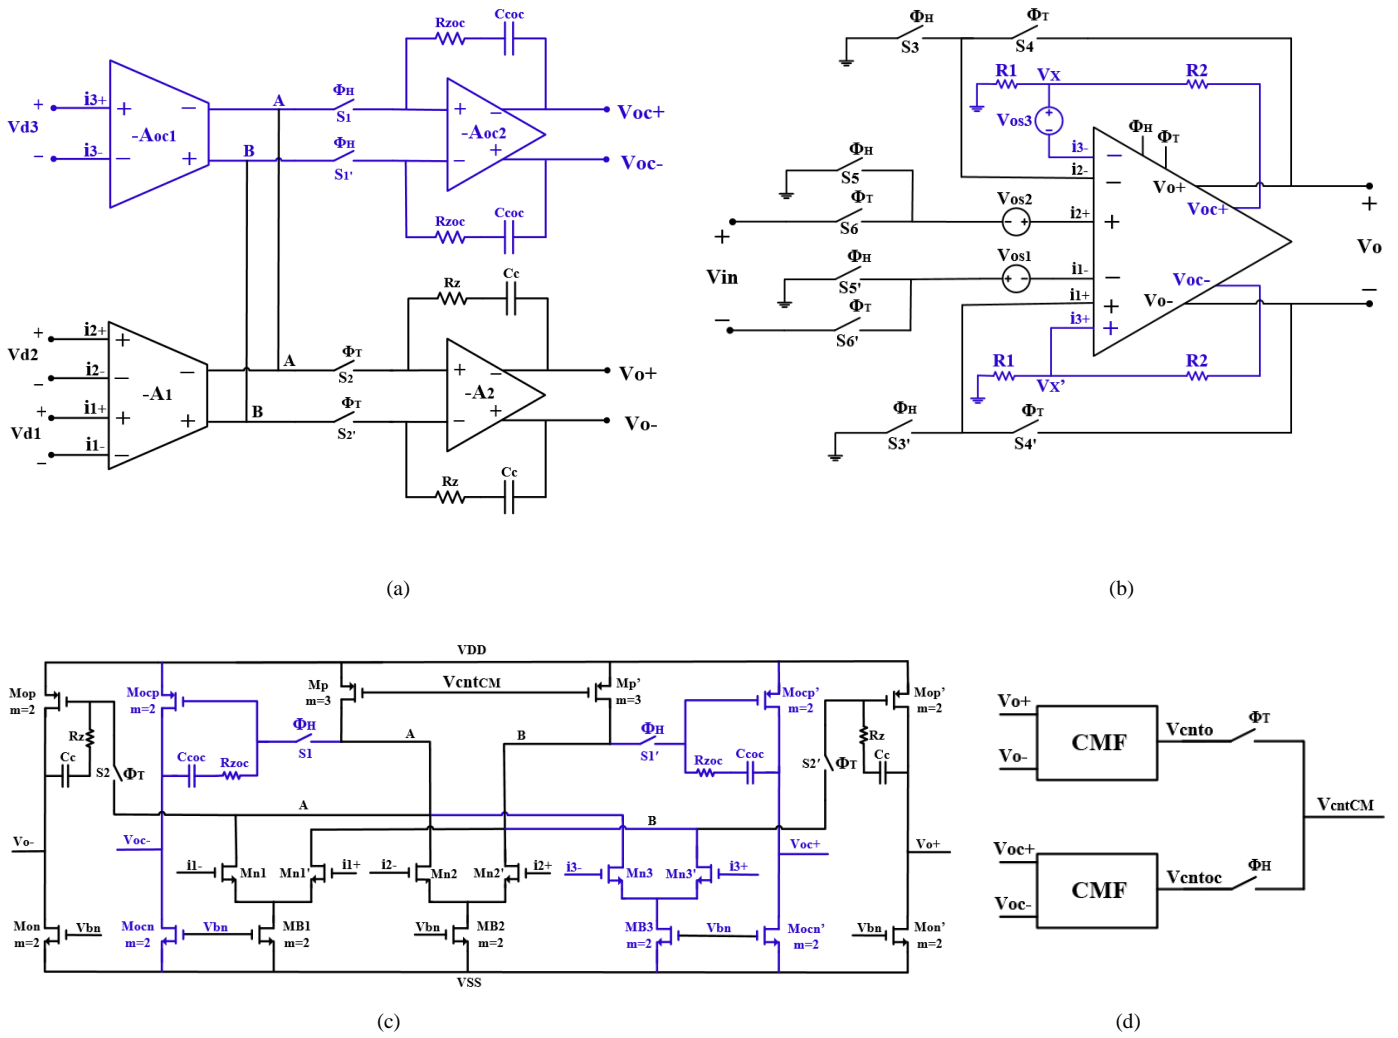 Rzoc
Ccoc
+
i3+
+
−
A
ΦH
S1
+
−
Voc+
Vd3
-Aoc1
-Aoc2
−
i3-
−
+
B
ΦH
S1'
−
+
Voc-
Rzoc
Ccoc
Rz
Cc
+
i2+
+
Vd2
−
i2-
−
−
A
ΦT
S2
+
−
Vo+
-A1
-A2
+
i1+
+
Vd1
−
i1-
−
+
B
ΦT
S2'
−
+
Vo-
Rz
Cc
(a)
ΦH
S3
ΦT
S4
R1
VX
R2
Vos3
+
−
i3-
−
i2-
−
ΦH
ΦT
ΦH
S5
ΦT
S6
Vos2
- +
i2+
+
Vo+
Voc+
+
+
Vin
Vo
ΦH
S5'
Vos1
- +
i1-
−
Voc-
ΦT
S6'
−
i1+
+
Vo-
−
i3+
+
R1
VX'
R2
ΦH
S3'
ΦT
S4'
(b)
VDD
Mop
m=2
Mocp
m=2
Mp
m=3
VcntCM
Mp'
m=3
Mocp'
m=2
Mop'
m=2
Rz
Cc
S2
ΦT
Ccoc
Rzoc
ΦH
S1
A
B
ΦH
S1'
Rzoc
Ccoc
S2'
ΦT
Rz
Cc
A
B
Vo-
Voc-
Voc+
Vo+
i1-
Mn1
Mn1'
i1+
i2-
Mn2
Mn2'
i2+
i3-
Mn3
Mn3'
i3+
Mon
m=2
Vbn
Mocn
m=2
Vbn
MB1
m=2
Vbn
MB2
m=2
MB3
m=2
Vbn
Mocn'
m=2
Vbn
Mon'
m=2
VSS
(c)
Vo+
Vo-
CMF
Vcnto
ΦT
VcntCM
Voc+
Voc-
CMF
Vcntoc
ΦH
(d)